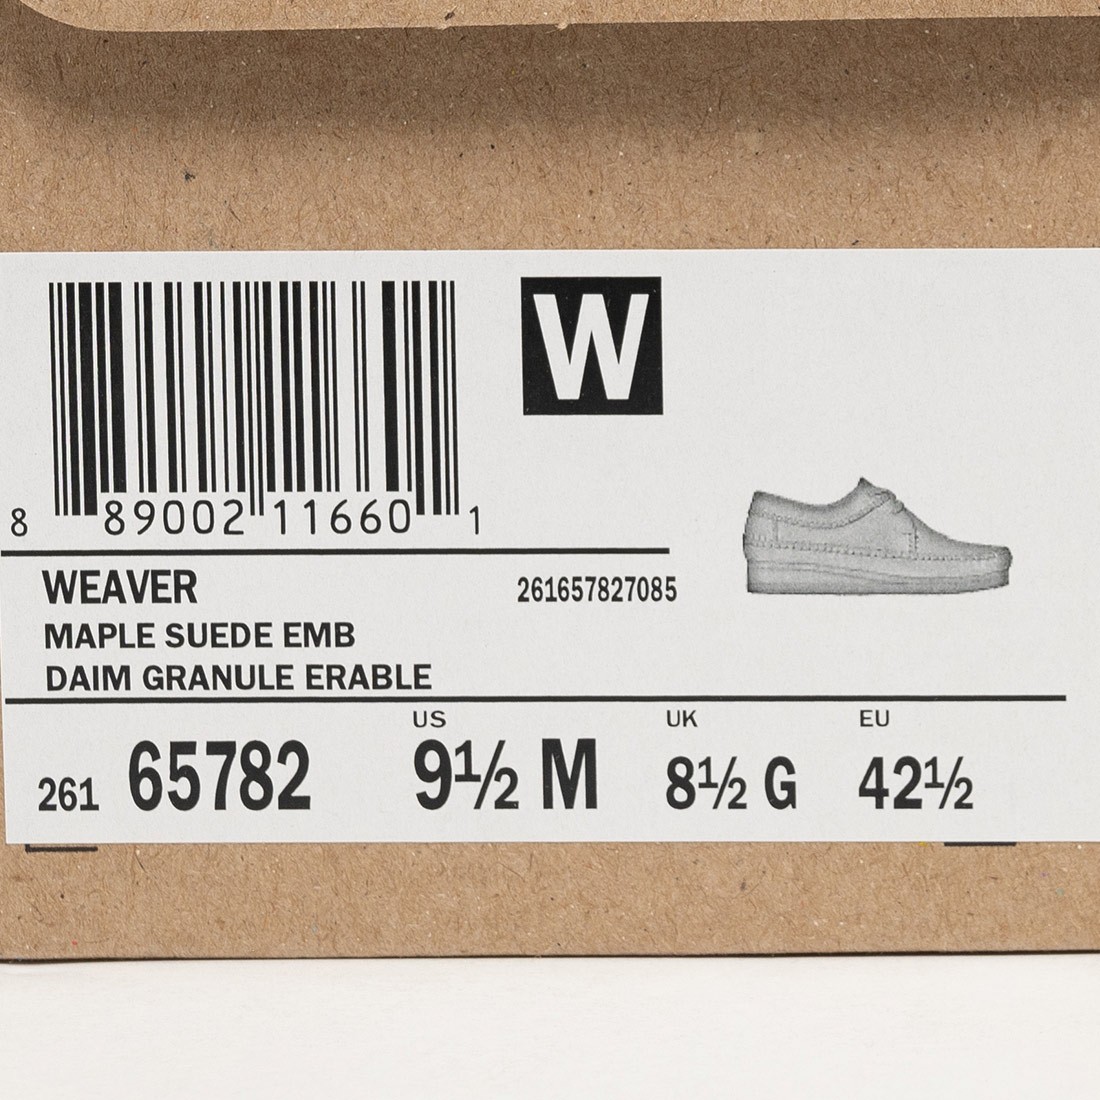 W
8 89002 11660 1
WEAVER 261657827085
MAPLE SUEDE EMB
DAIM GRANULE ERABLE
US UK EU
261 65782 9½ M 8½ G 42½